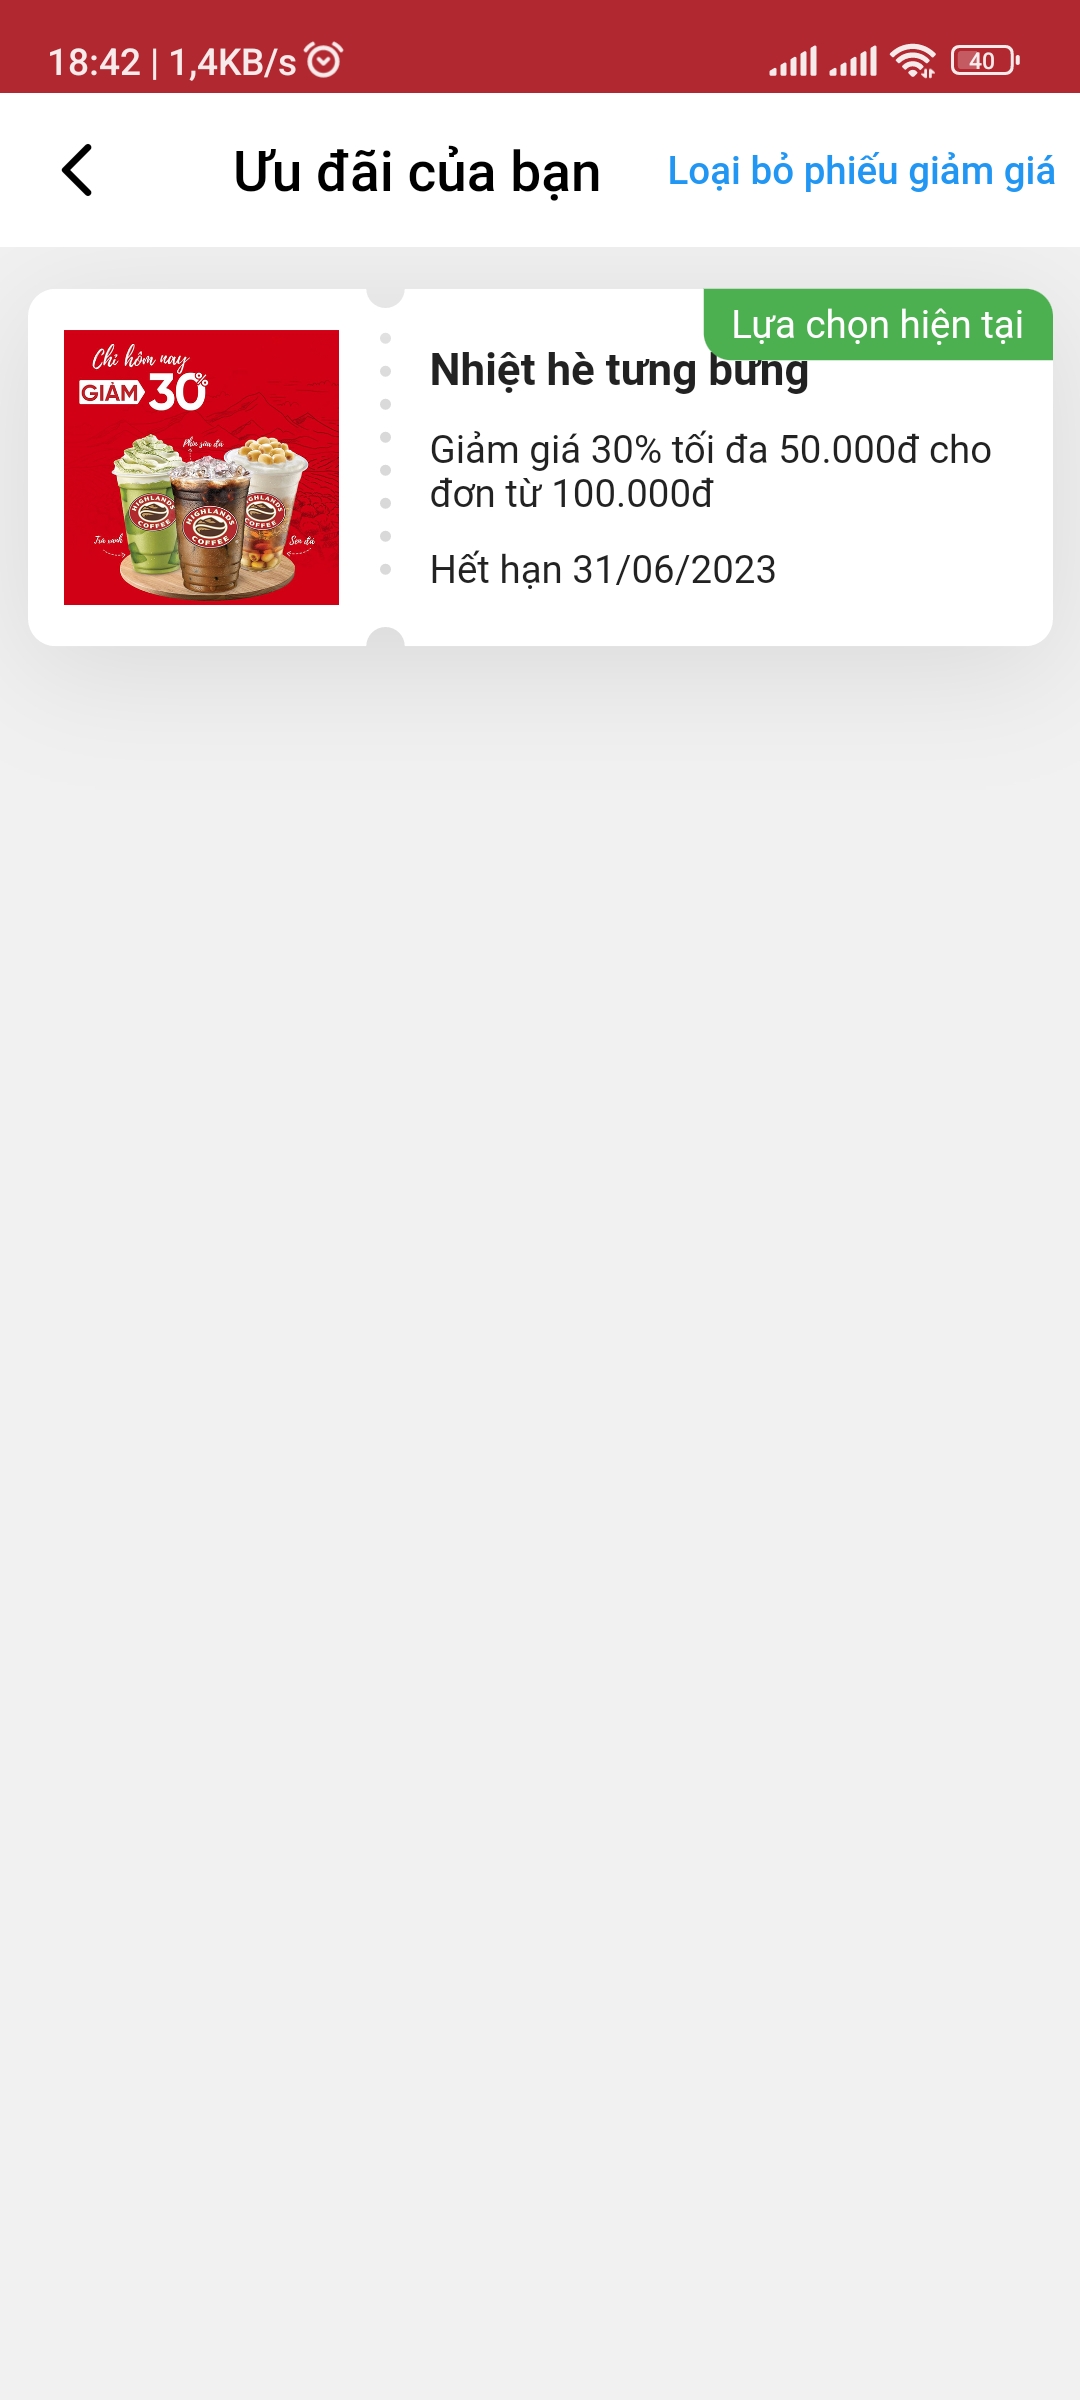 18:42 | 1,4KB/s
40
Ưu đãi của bạn
Loại bỏ phiếu giảm giá
Lựa chọn hiện tại
Chỉ hôm nay
GIẢM 30%
Phin sữa đá
Trà xanh
Sen đá
HIGHLANDS COFFEE
HIGHLANDS COFFEE
HIGHLANDS COFFEE
Nhiệt hè tưng bừng
Giảm giá 30% tối đa 50.000đ cho
đơn từ 100.000đ
Hết hạn 31/06/2023